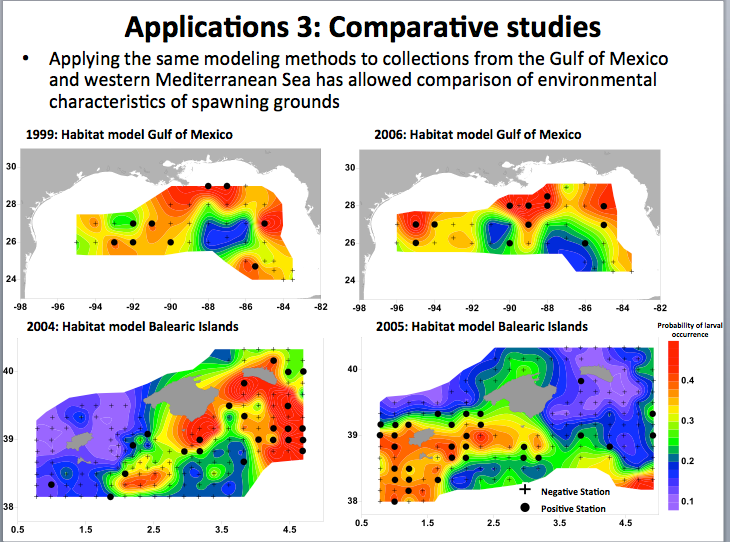 Applications 3: Comparative studies
• Applying the same modeling methods to collections from the Gulf of Mexico
and western Mediterranean Sea has allowed comparison of environmental
characteristics of spawning grounds
1999: Habitat model Gulf of Mexico
2006: Habitat model Gulf of Mexico
30
28
26
24
-98 -96 -94 -92 -90 -88 -86 -84 -82
30
28
26
24
-98 -96 -94 -92 -90 -88 -86 -84 -82
2004: Habitat model Balearic Islands
2005: Habitat model Balearic Islands
Probability of larval
occurrence
40
39
38
0.5 1.5 2.5 3.5 4.5
40
39
38
0.5 1.5 2.5 3.5 4.5
0.4
0.3
0.2
0.1
+ Negative Station
● Positive Station